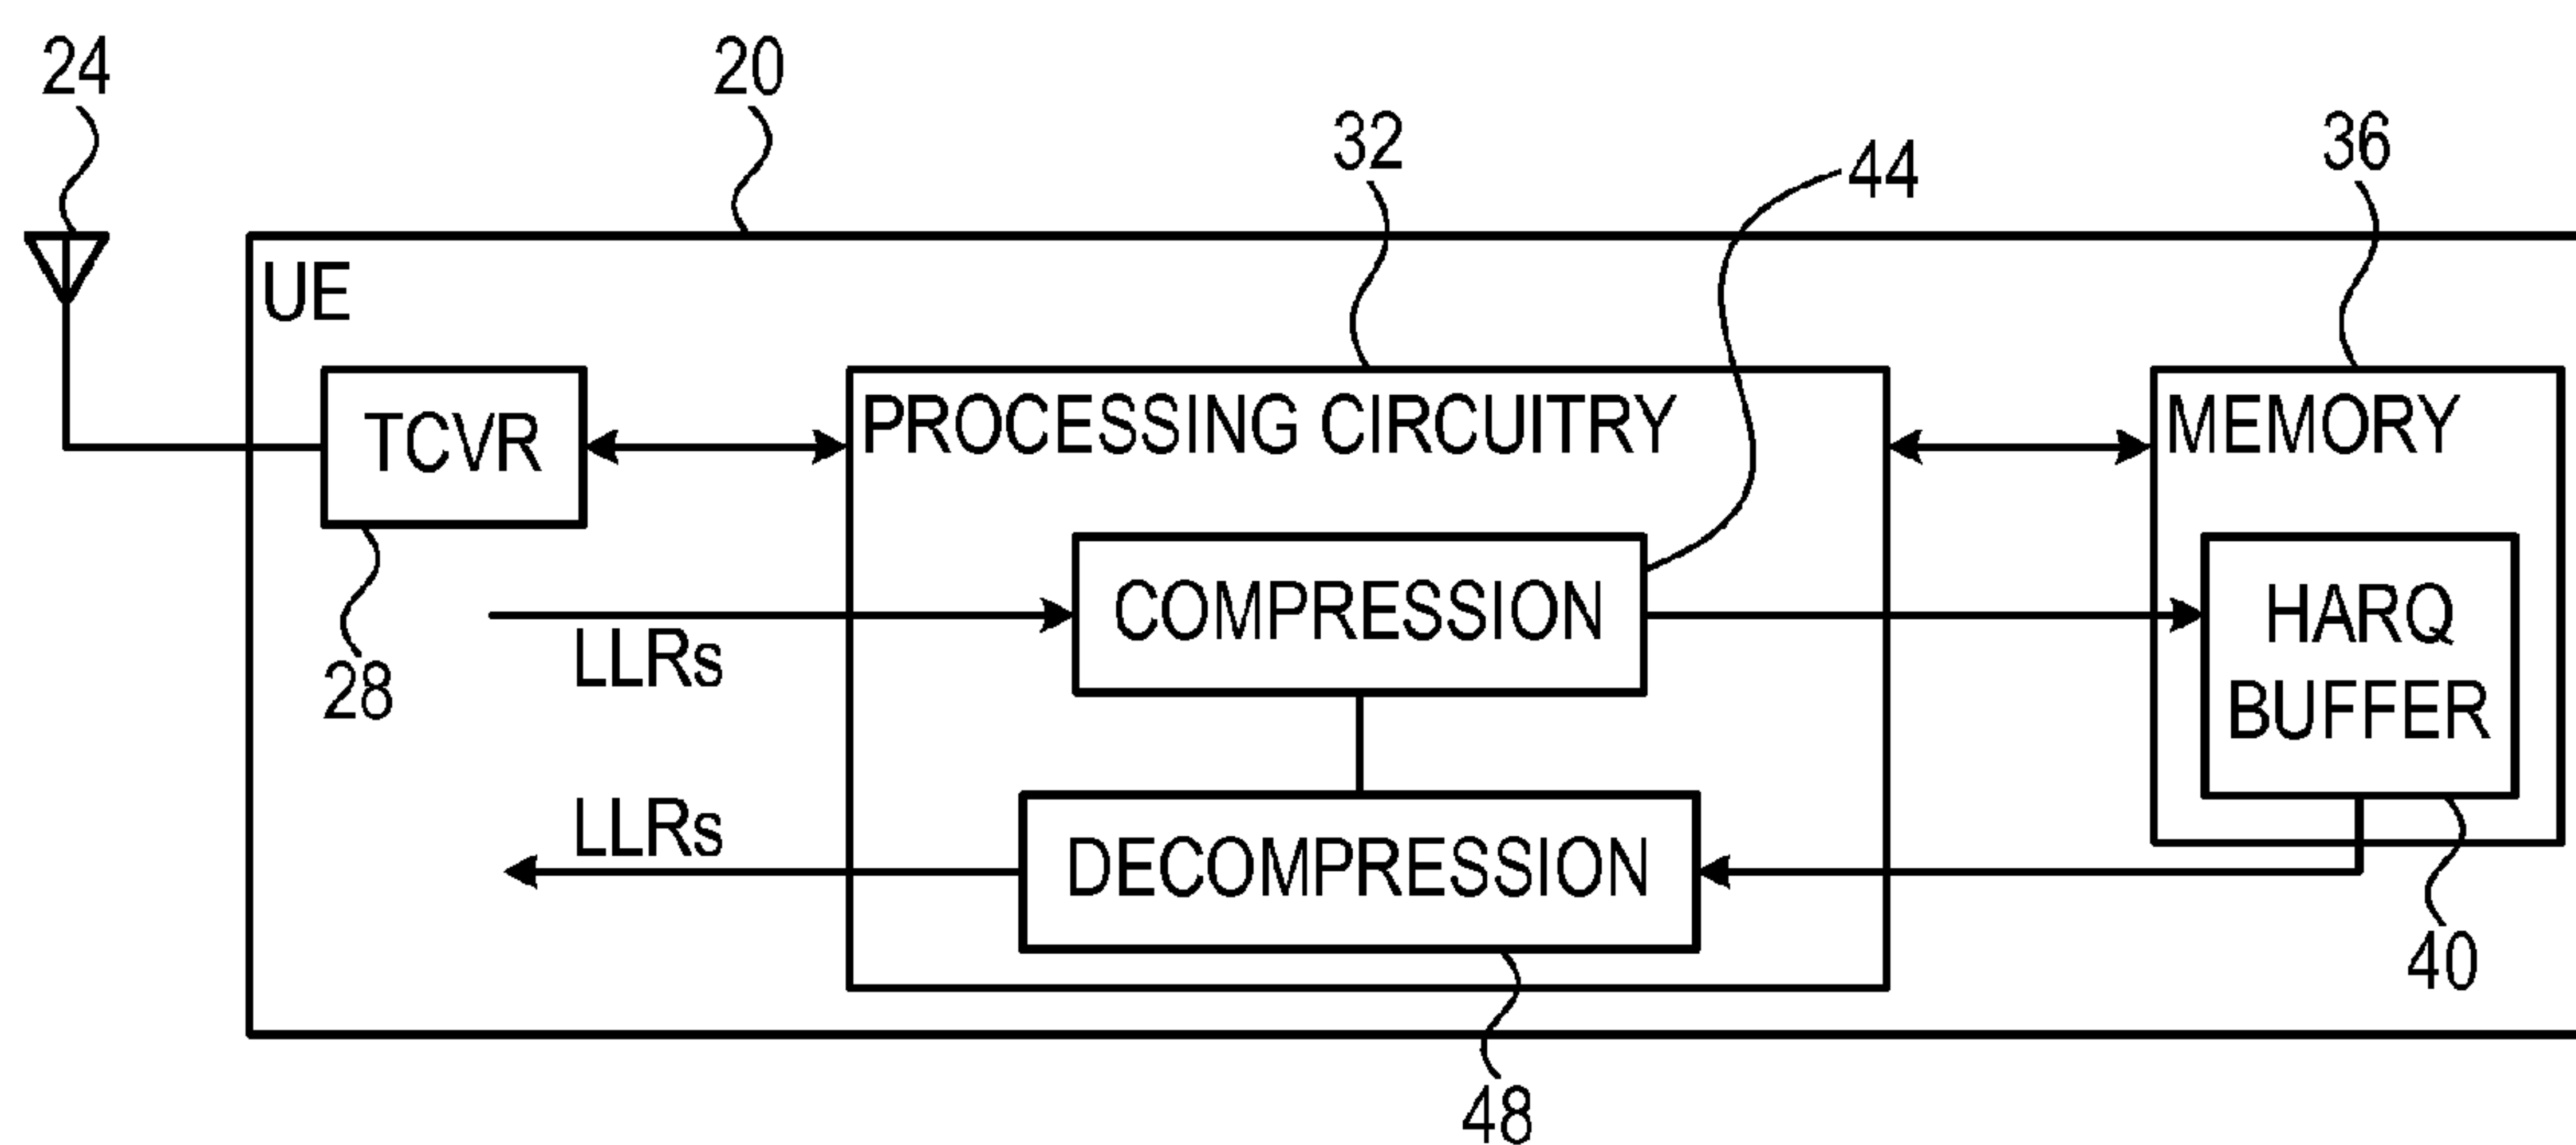 24
20
32
44
36
UE
TCVR
PROCESSING CIRCUITRY
MEMORY
28
LLRs
COMPRESSION
HARQ
BUFFER
LLRs
DECOMPRESSION
40
48